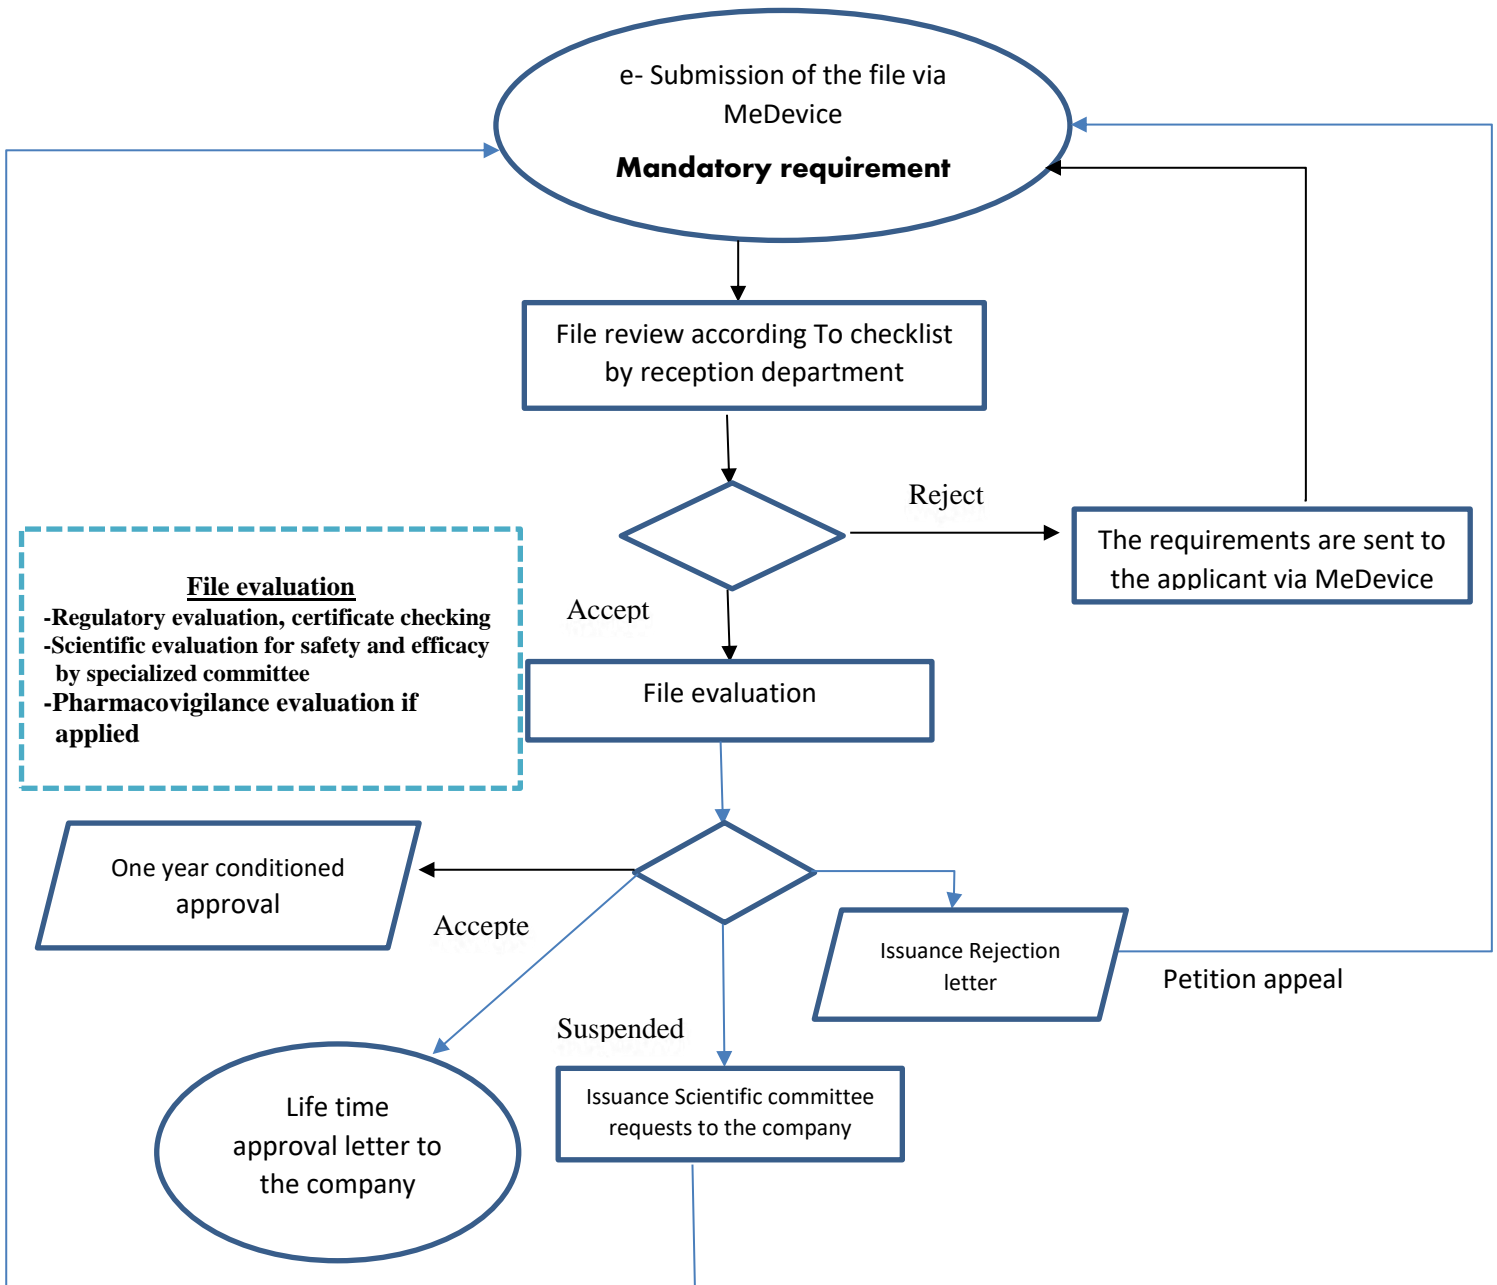 e- Submission of the file via
MeDevice
Mandatory requirement
File review according To checklist
by reception department
Reject
The requirements are sent to
the applicant via MeDevice
Accept
File evaluation
-Regulatory evaluation, certificate checking
-Scientific evaluation for safety and efficacy
by specialized committee
-Pharmacovigilance evaluation if
applied
File evaluation
One year conditioned
approval
Accepte
Issuance Rejection
letter
Petition appeal
Suspended
Life time
approval letter to
the company
Issuance Scientific committee
requests to the company